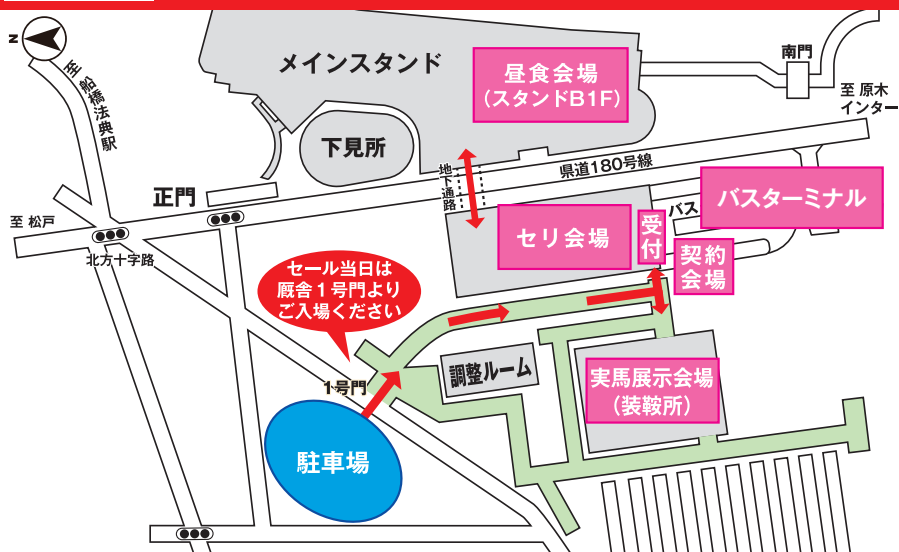 N
至船橋法典駅
メインスタンド
昼食会場
（スタンドB1F）
南門
至 原木
インター
下見所
地下通路
県道180号線
正門
至 松戸
北方十字路
セリ会場
受付
バス
バスターミナル
契約
会場
セール当日は
厩舎１号門より
ご入場ください
1号門
調整ルーム
実馬展示会場
（装鞍所）
駐車場